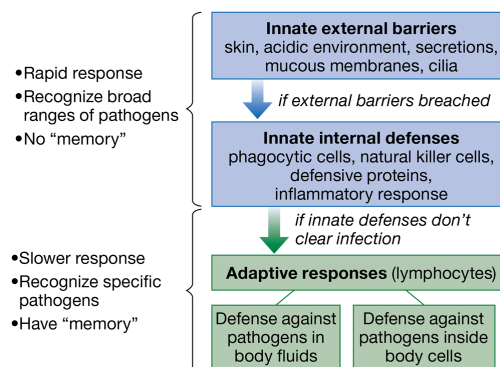 Innate external barriers
skin, acidic environment, secretions,
mucous membranes, cilia
•Rapid response
•Recognize broad
ranges of pathogens
•No “memory”
if external barriers breached
Innate internal defenses
phagocytic cells, natural killer cells,
defensive proteins,
inflammatory response
if innate defenses don’t
clear infection
•Slower response
•Recognize specific
pathogens
•Have “memory”
Adaptive responses (lymphocytes)
Defense against
pathogens in
body fluids
Defense against
pathogens inside
body cells